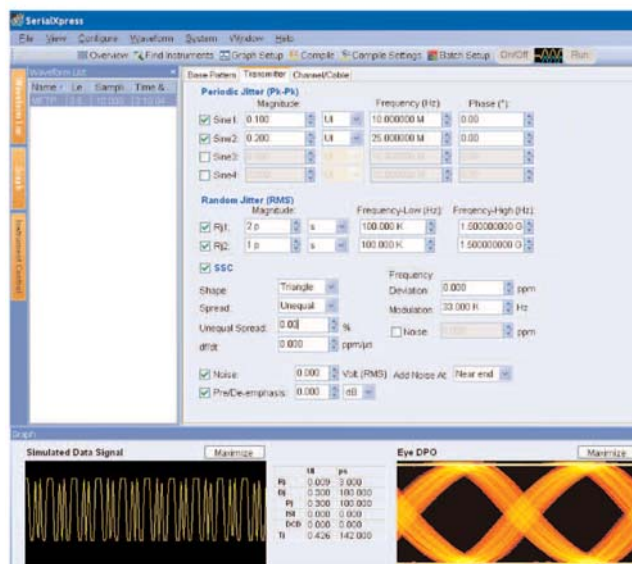 SerialXpress
File View Configure Waveform System Window Help
Overview Find Instruments Graph Setup Compile Compile Settings Batch Setup On/Off Run
Waveform List
Name Le Sampli Time &
Waveform List
Graph
Instrument Control
Base Pattern Transmitter Channel/Cable
Periodic Jitter (Pk-Pk)
Magnitude: Frequency (Hz): Phase (°):
Sine1: 0.100 UI 10.000000 M 0.00
Sine2: 0.200 UI 25.000000 M 0.00
Sine3:
Sine4:
Random Jitter (RMS)
Magnitude: Frequency-Low (Hz): Frequency-High (Hz):
Rj1: 2 p s 100.000 K 1.500000000 G
Rj2: 1 p s 100.000 K 1.500000000 G
SSC
Shape: Triangle
Spread: Unequal
Unequal Spread: 0.00 %
df/dt: 0.000 ppm/µs
Frequency
Deviation: 0.000 ppm
Modulation: 33.000 K Hz
Noise: ppm
Noise: 0.000 Volt (RMS) Add Noise At: Near end
Pre/De-emphasis: 0.000 dB
Graph
Simulated Data Signal Maximize
UI ps
Rj 0.009 3.000
Dj 0.300 100.000
Pj 0.300 100.000
ISI 0.000 0.000
DCD 0.000 0.000
Tj 0.426 142.000
Eye DPO Maximize